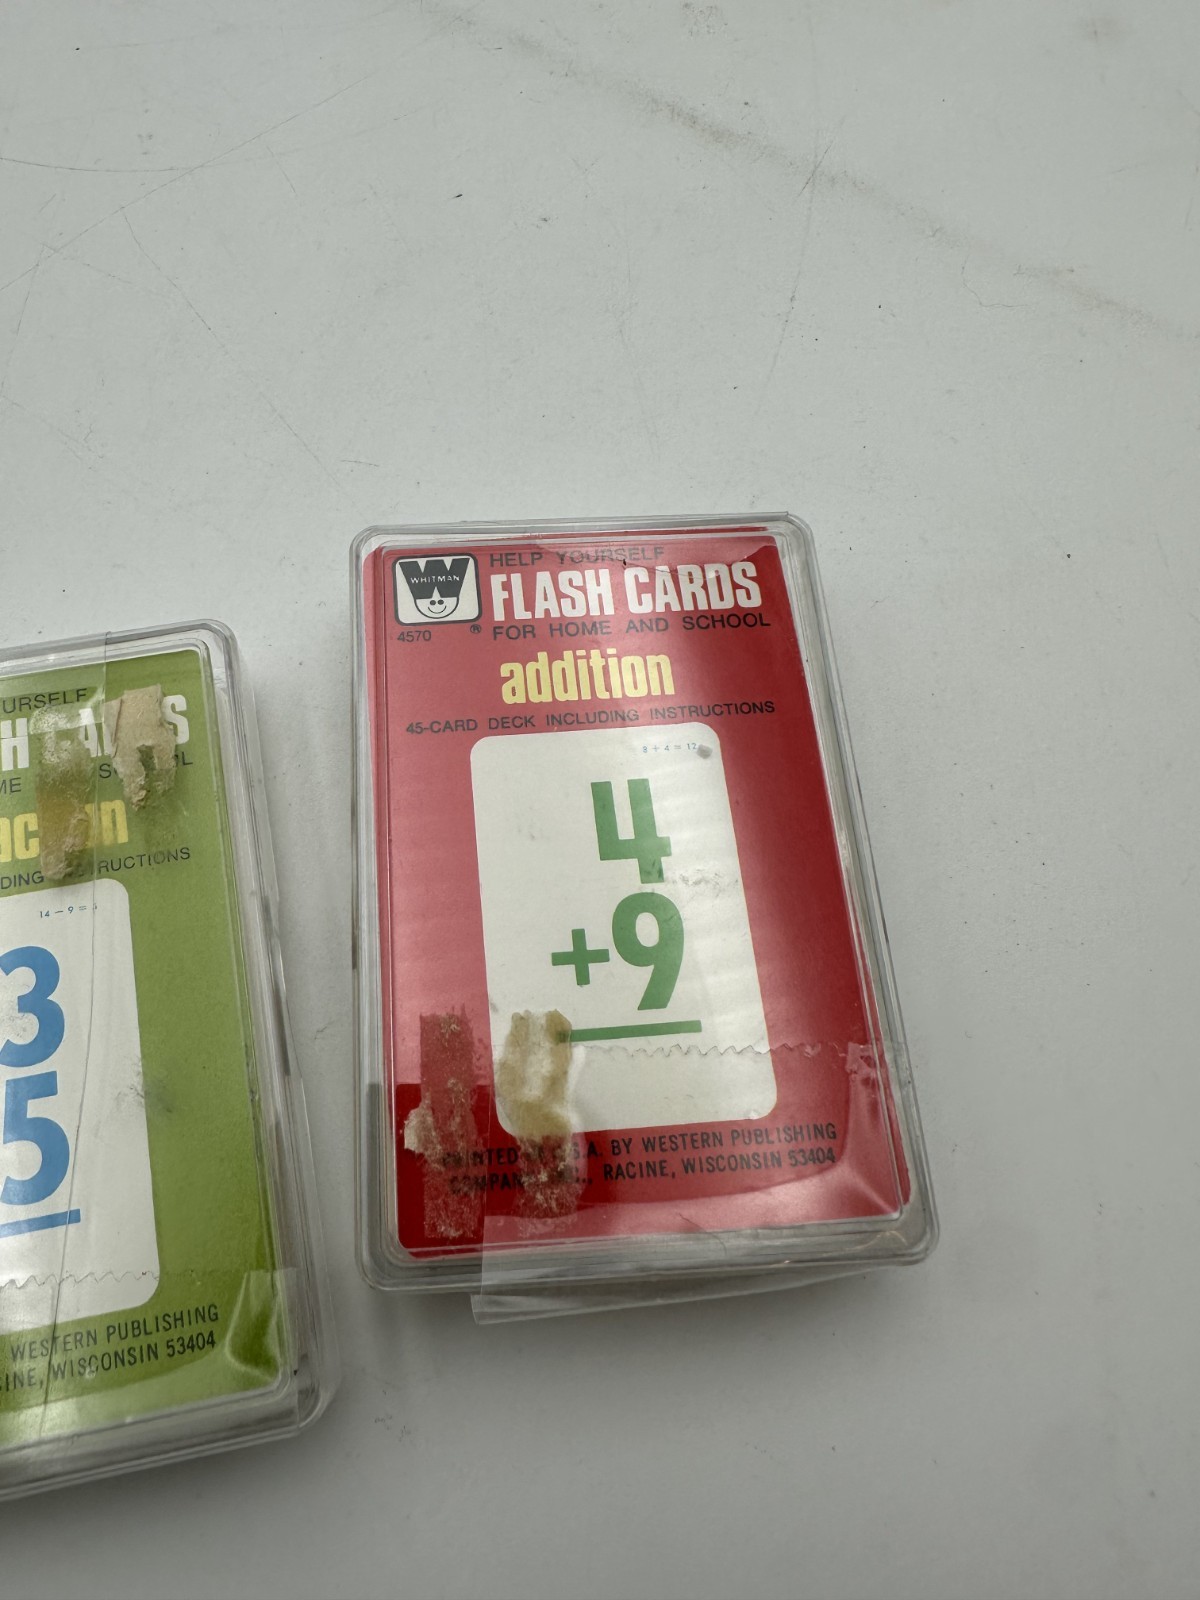 URSELF
ME
DING
RUCTIONS
14 - 9 =
3
5
WESTERN PUBLISHING
WISCONSIN 53404
WHITMAN
4570
®
HELP YOURSELF
FLASH CARDS
FOR HOME AND SCHOOL
addition
45-CARD DECK INCLUDING INSTRUCTIONS
8 + 4 = 12
4
+9
BY WESTERN PUBLISHING
RACINE, WISCONSIN 53404